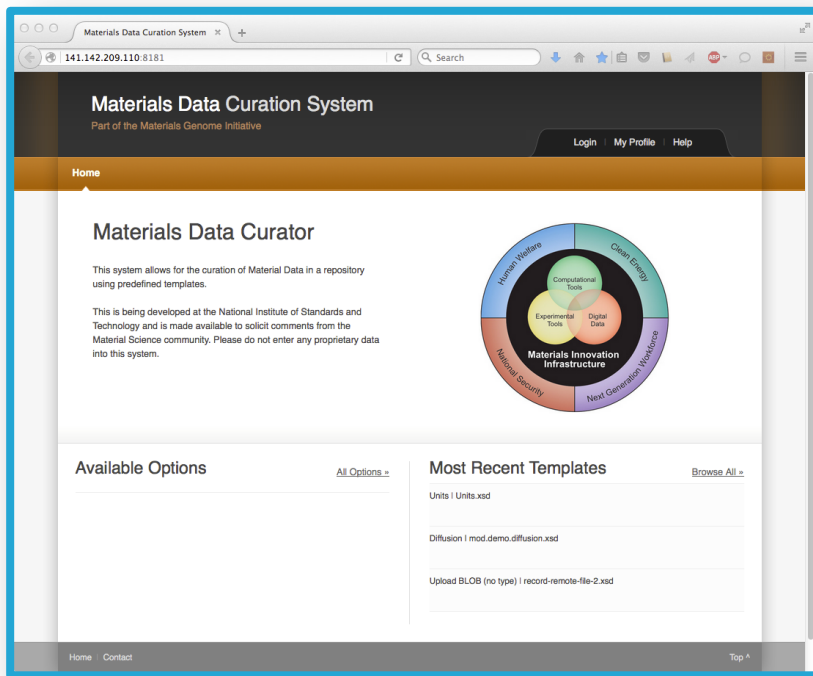 Materials Data Curation System
141.142.209.110:8181
Search
ABP
Materials Data Curation System
Part of the Materials Genome Initiative
Login | My Profile | Help
Home
Materials Data Curator
This system allows for the curation of Material Data in a repository
using predefined templates.
This is being developed at the National Institute of Standards and
Technology and is made available to solicit comments from the
Material Science community. Please do not enter any proprietary data
into this system.
Human Welfare
Clean Energy
Computational
Tools
Experimental
Tools
Digital
Data
Materials Innovation
Infrastructure
National Security
Next Generation Workforce
Available Options
All Options »
Most Recent Templates
Browse All »
Units | Units.xsd
Diffusion | mod.demo.diffusion.xsd
Upload BLOB (no type) | record-remote-file-2.xsd
Home | Contact
Top ^